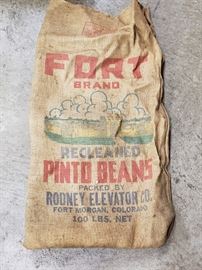 FORT
BRAND
RECLEANED
PINTO BEANS
PACKED BY
RODNEY ELEVATOR CO.
FORT MORGAN, COLORADO
100 LBS. NET